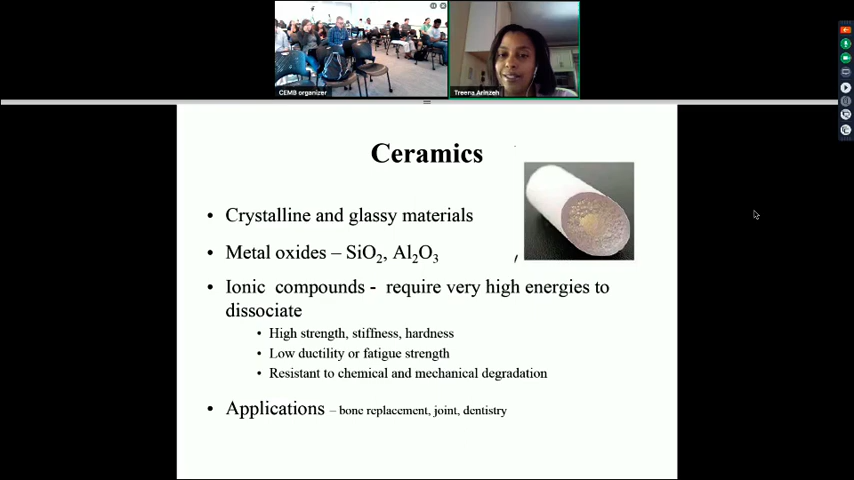 CEMB organizer
Treena Arinzeh
Ceramics
• Crystalline and glassy materials
• Metal oxides – SiO₂, Al₂O₃
• Ionic compounds - require very high energies to
dissociate
• High strength, stiffness, hardness
• Low ductility or fatigue strength
• Resistant to chemical and mechanical degradation
• Applications – bone replacement, joint, dentistry